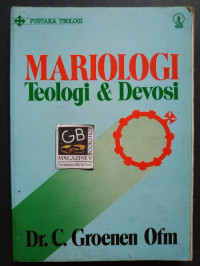 PUSTAKA TEOLOGI
MARIOLOGI
Teologi & Devosi
GB
MAGAZINES
Dr. C. Groenen Ofm